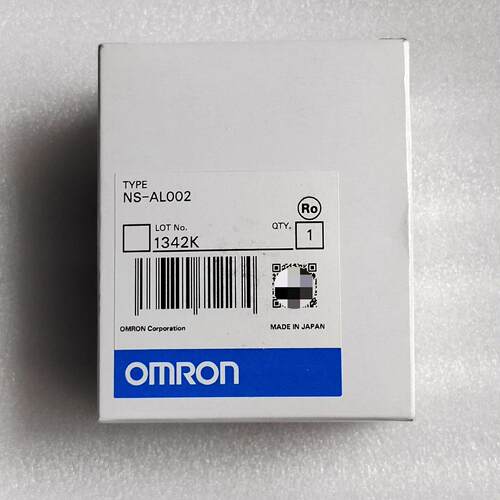 TYPE
NS-AL002
Ro
LOT No.
QTY.
1342K
1
OMRON Corporation
MADE IN JAPAN
OMRON